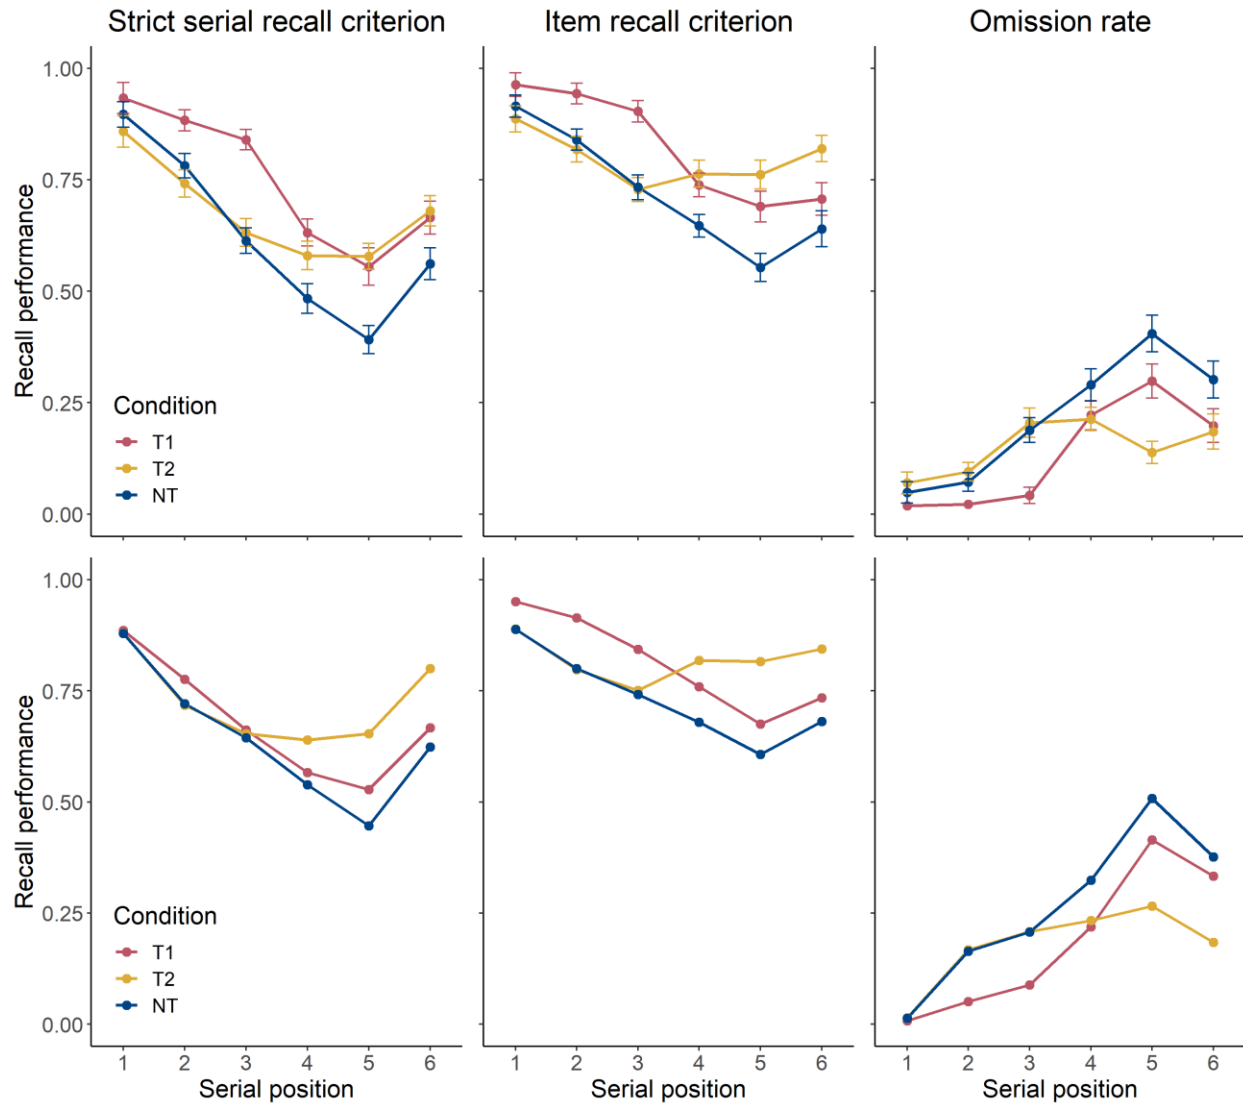 Strict serial recall criterion
Item recall criterion
Omission rate
Recall performance
1.00
0.75
0.50
0.25
0.00
Condition
T1
T2
NT
Recall performance
1.00
0.75
0.50
0.25
0.00
Condition
T1
T2
NT
1 2 3 4 5 6
1 2 3 4 5 6
1 2 3 4 5 6
Serial position
Serial position
Serial position